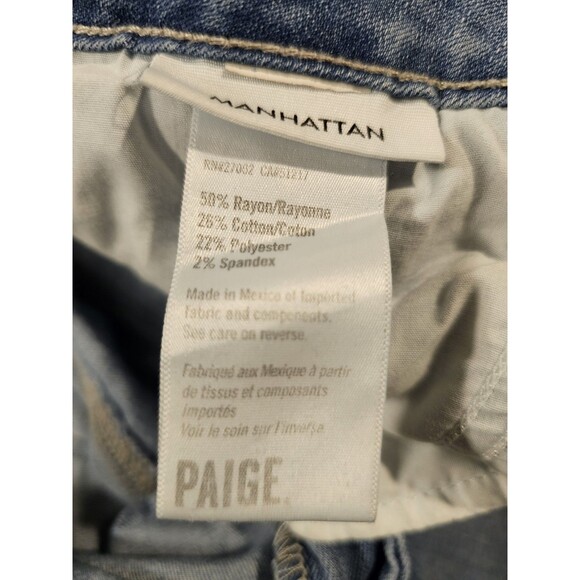 MANHATTAN
RN#27002 CA#51217
50% Rayon/Rayonne
26% Cotton/Coton
22% Polyester
2% Spandex
Made in Mexico of Imported
fabric and components.
See care on reverse.
Fabriqué aux Mexique à partir
de tissus et composants
importés
Voir le soin sur l'inverse
PAIGE